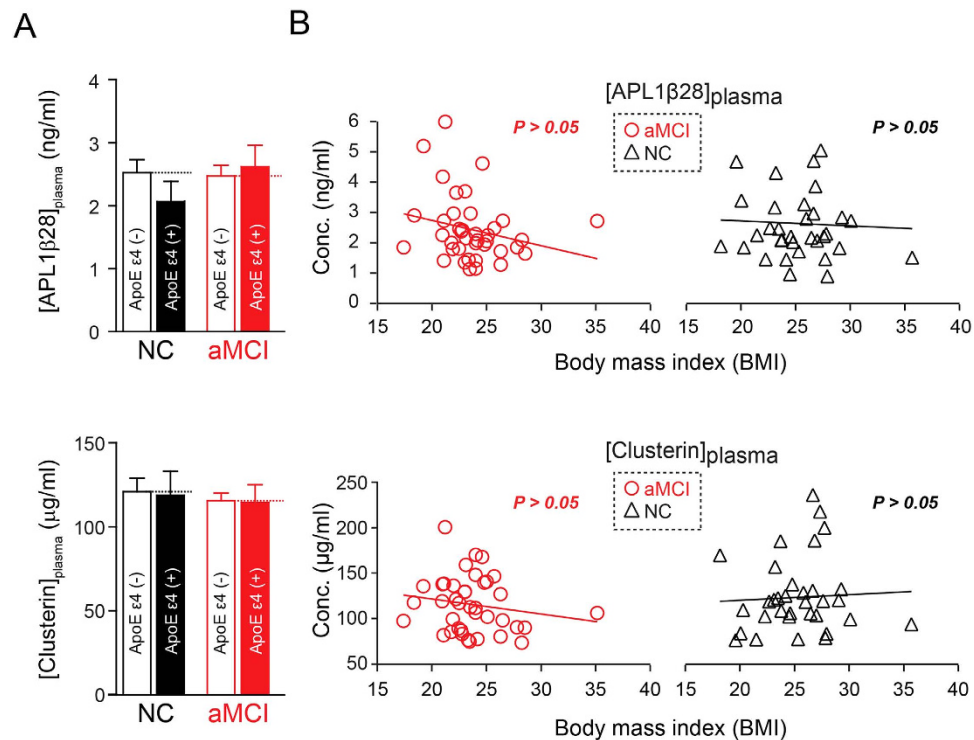 A
B
[APL1β28]plasma (ng/ml)
4
3
2
1
0
ApoE ε4 (-)
ApoE ε4 (+)
ApoE ε4 (-)
ApoE ε4 (+)
NC
aMCI
[APL1β28]plasma
P > 0.05
aMCI
NC
P > 0.05
Conc. (ng/ml)
6
5
4
3
2
1
0
15 20 25 30 35 40
15 20 25 30 35 40
Body mass index (BMI)
[Clusterin]plasma (μg/ml)
150
100
50
0
ApoE ε4 (-)
ApoE ε4 (+)
ApoE ε4 (-)
ApoE ε4 (+)
NC
aMCI
[Clusterin]plasma
P > 0.05
aMCI
NC
P > 0.05
Conc. (μg/ml)
250
200
150
100
50
15 20 25 30 35 40
15 20 25 30 35 40
Body mass index (BMI)